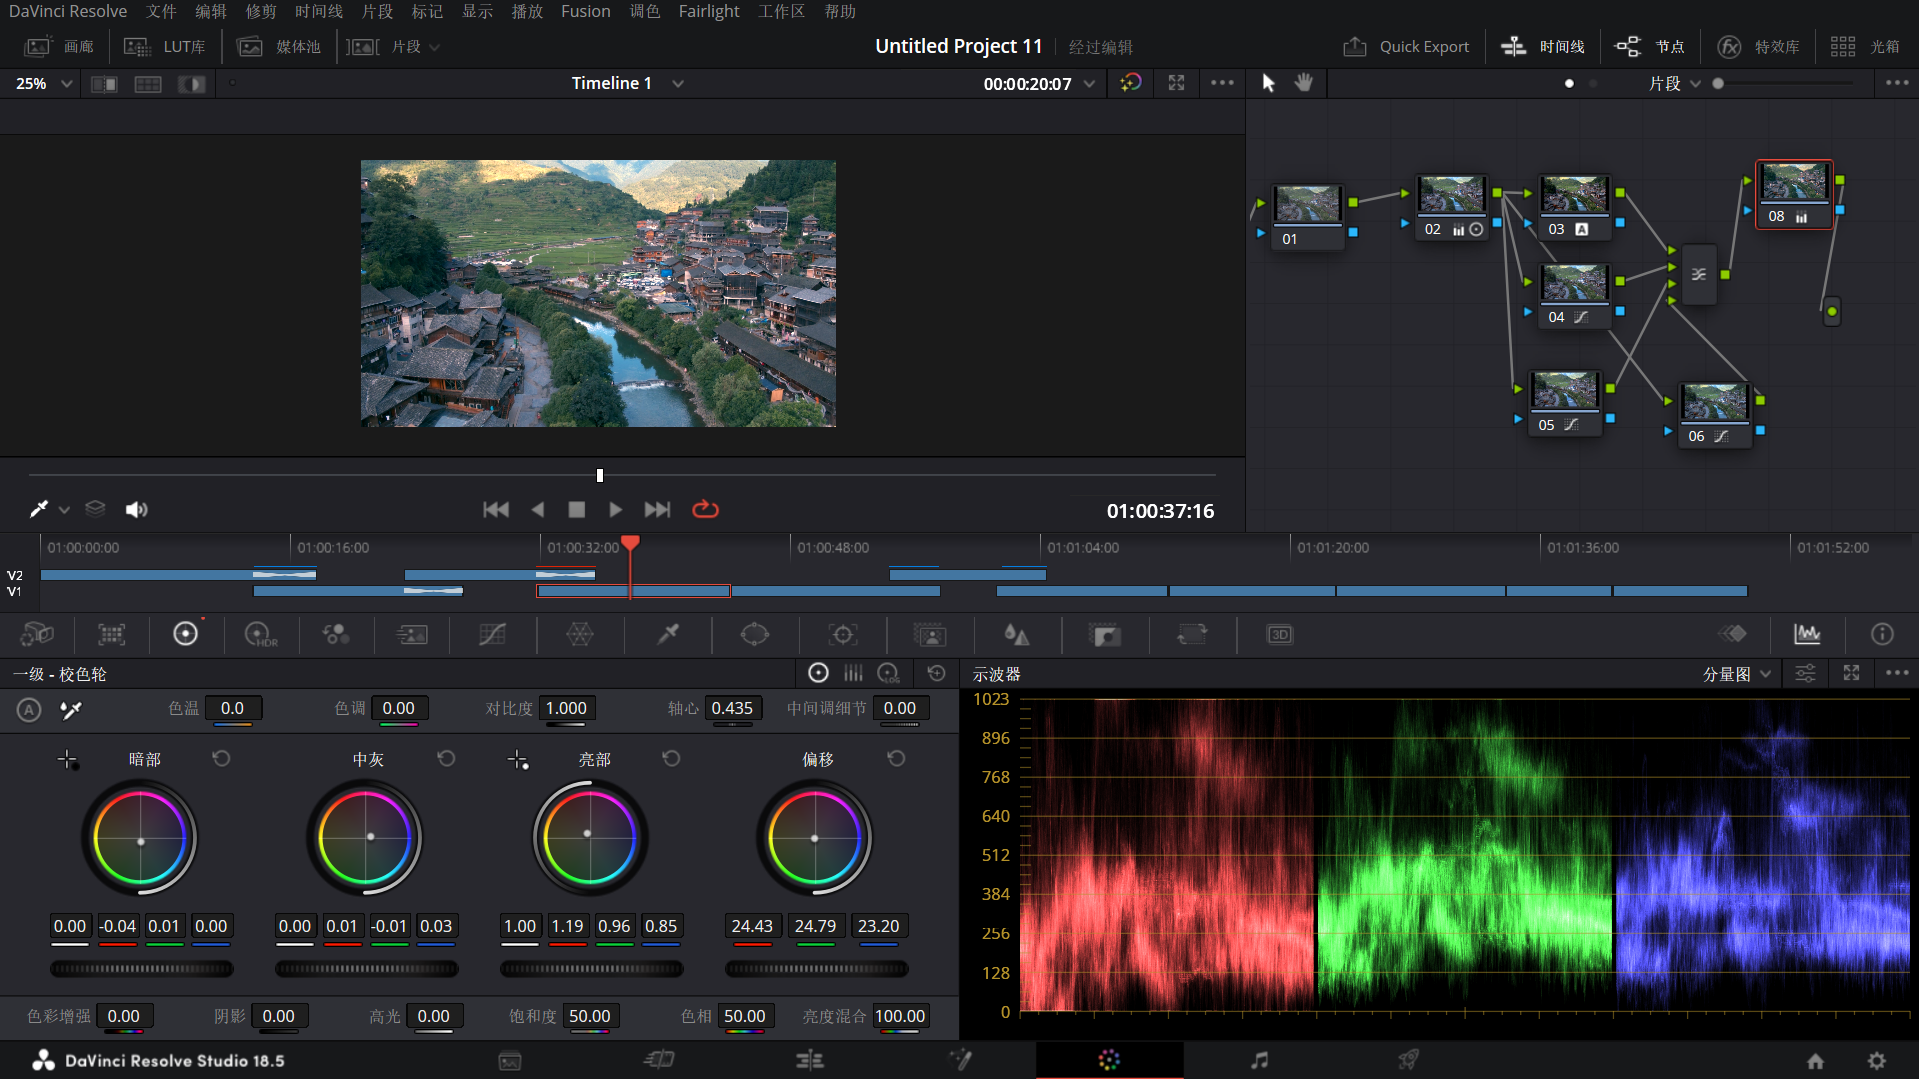 DaVinci Resolve 文件 编辑 修剪 时间线 片段 标记 显示 播放 Fusion 调色 Fairlight 工作区 帮助
画廊 LUT库 媒体池 片段 Untitled Project 11 经过编辑 Quick Export 时间线 节点 特效库 光箱
25% Timeline 1 00:00:20:07 片段
01
02
03 A
04
05
06
08
01:00:37:16
01:00:00:00 01:00:16:00 01:00:32:00 01:00:48:00 01:01:04:00 01:01:20:00 01:01:36:00 01:01:52:00
V2
V1
HDR 3D
一级 - 校色轮 LOG 示波器 分量图
A 色温 0.0 色调 0.00 对比度 1.000 轴心 0.435 中间调细节 0.00
暗部 中灰 亮部 偏移
0.00 -0.04 0.01 0.00 0.00 0.01 -0.01 0.03 1.00 1.19 0.96 0.85 24.43 24.79 23.20
色彩增强 0.00 阴影 0.00 高光 0.00 饱和度 50.00 色相 50.00 亮度混合 100.00
1023
896
768
640
512
384
256
128
0
DaVinci Resolve Studio 18.5